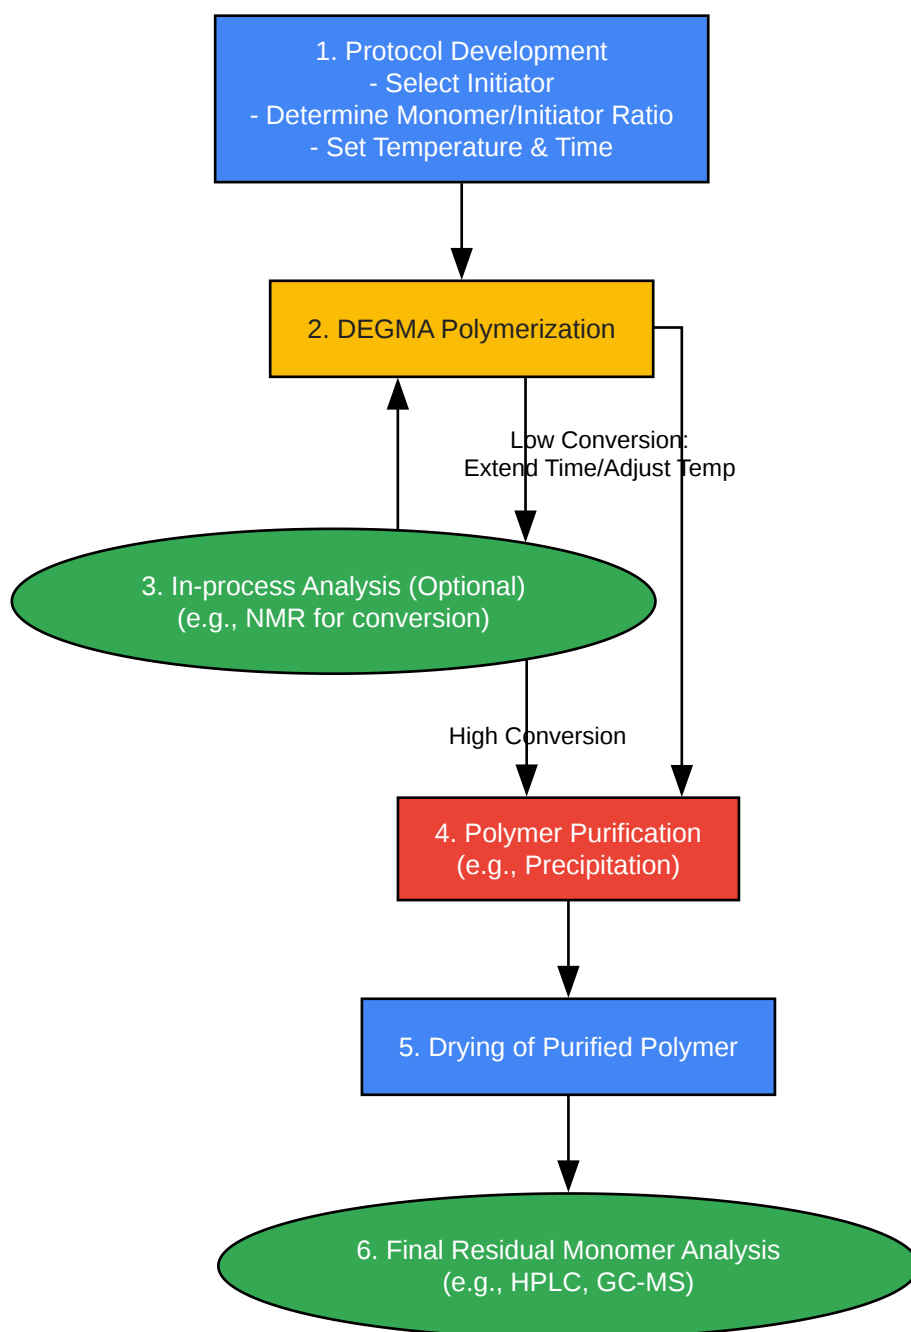 1. Protocol Development
- Select Initiator
- Determine Monomer/Initiator Ratio
- Set Temperature & Time
2. DEGMA Polymerization
Low Conversion:
Extend Time/Adjust Temp
3. In-process Analysis (Optional)
(e.g., NMR for conversion)
High Conversion
4. Polymer Purification
(e.g., Precipitation)
5. Drying of Purified Polymer
6. Final Residual Monomer Analysis
(e.g., HPLC, GC-MS)